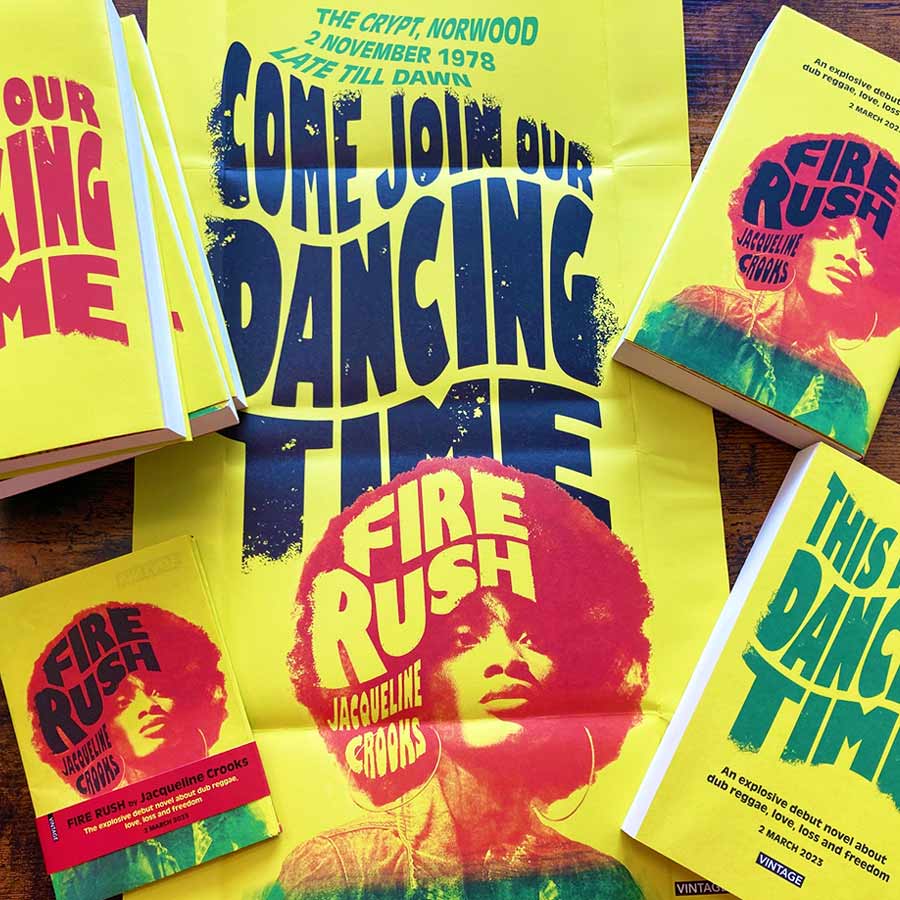 THE CRYPT, NORWOOD
2 NOVEMBER 1978
LATE TILL DAWN
COME JOIN OUR
DANCING
TIME
FIRE
RUSH
JACQUELINE
CROOKS
VINTAGE
OUR
CING
ME
An explosive debut
dub reggae, love, loss
2 MARCH 202
FIRE
RUSH
JACQUELINE
CROOKS
FIRE
RUSH
JACQUELINE
CROOKS
FIRE RUSH BY Jacqueline Crooks
The explosive debut novel about dub reggae,
love, loss and freedom
2 MARCH 2023
VINTAGE
THIS
DANC
TIM
An explosive debut novel about
dub reggae, love, loss and freedom
2 MARCH 2023
VINTAGE